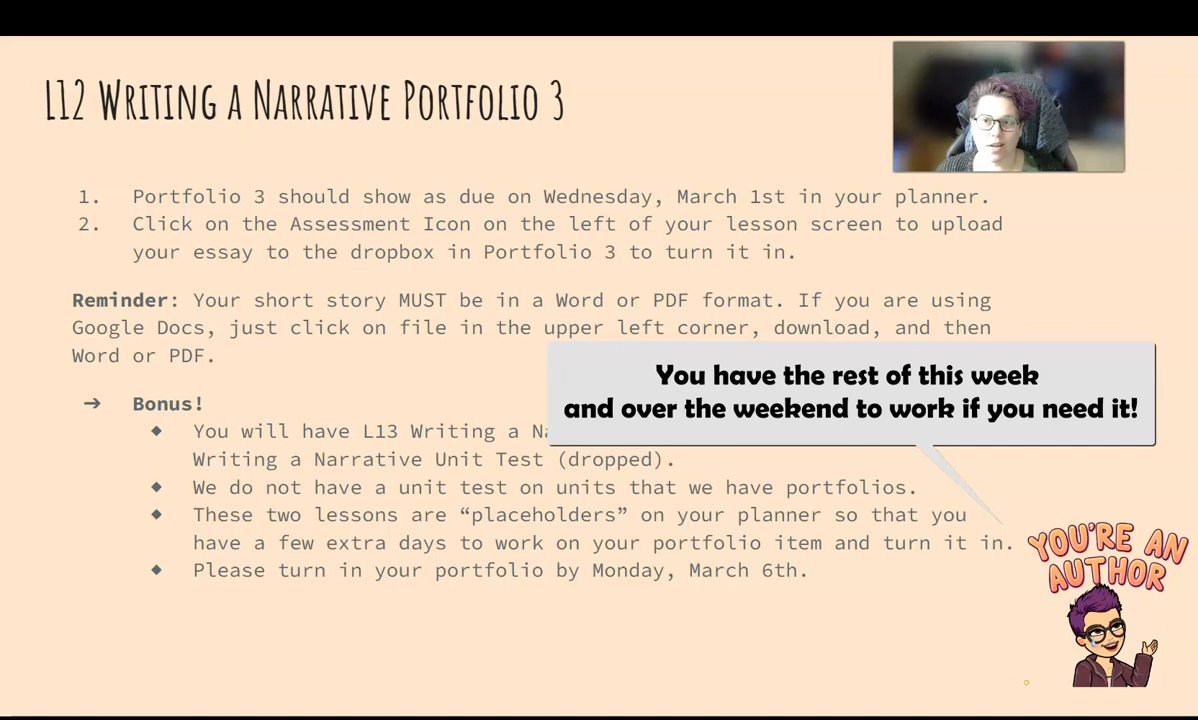 L12 Writing a Narrative Portfolio 3
1. Portfolio 3 should show as due on Wednesday, March 1st in your planner.
2. Click on the Assessment Icon on the left of your lesson screen to upload
your essay to the dropbox in Portfolio 3 to turn it in.
Reminder: Your short story MUST be in a Word or PDF format. If you are using
Google Docs, just click on file in the upper left corner, download, and then
Word or PDF.
You have the rest of this week
and over the weekend to work if you need it!
➔ Bonus!
◆ You will have L13 Writing a
Writing a Narrative Unit Test (dropped).
◆ We do not have a unit test on units that we have portfolios.
◆ These two lessons are “placeholders” on your planner so that you
have a few extra days to work on your portfolio item and turn it in.
◆ Please turn in your portfolio by Monday, March 6th.
YOU'RE AN
AUTHOR